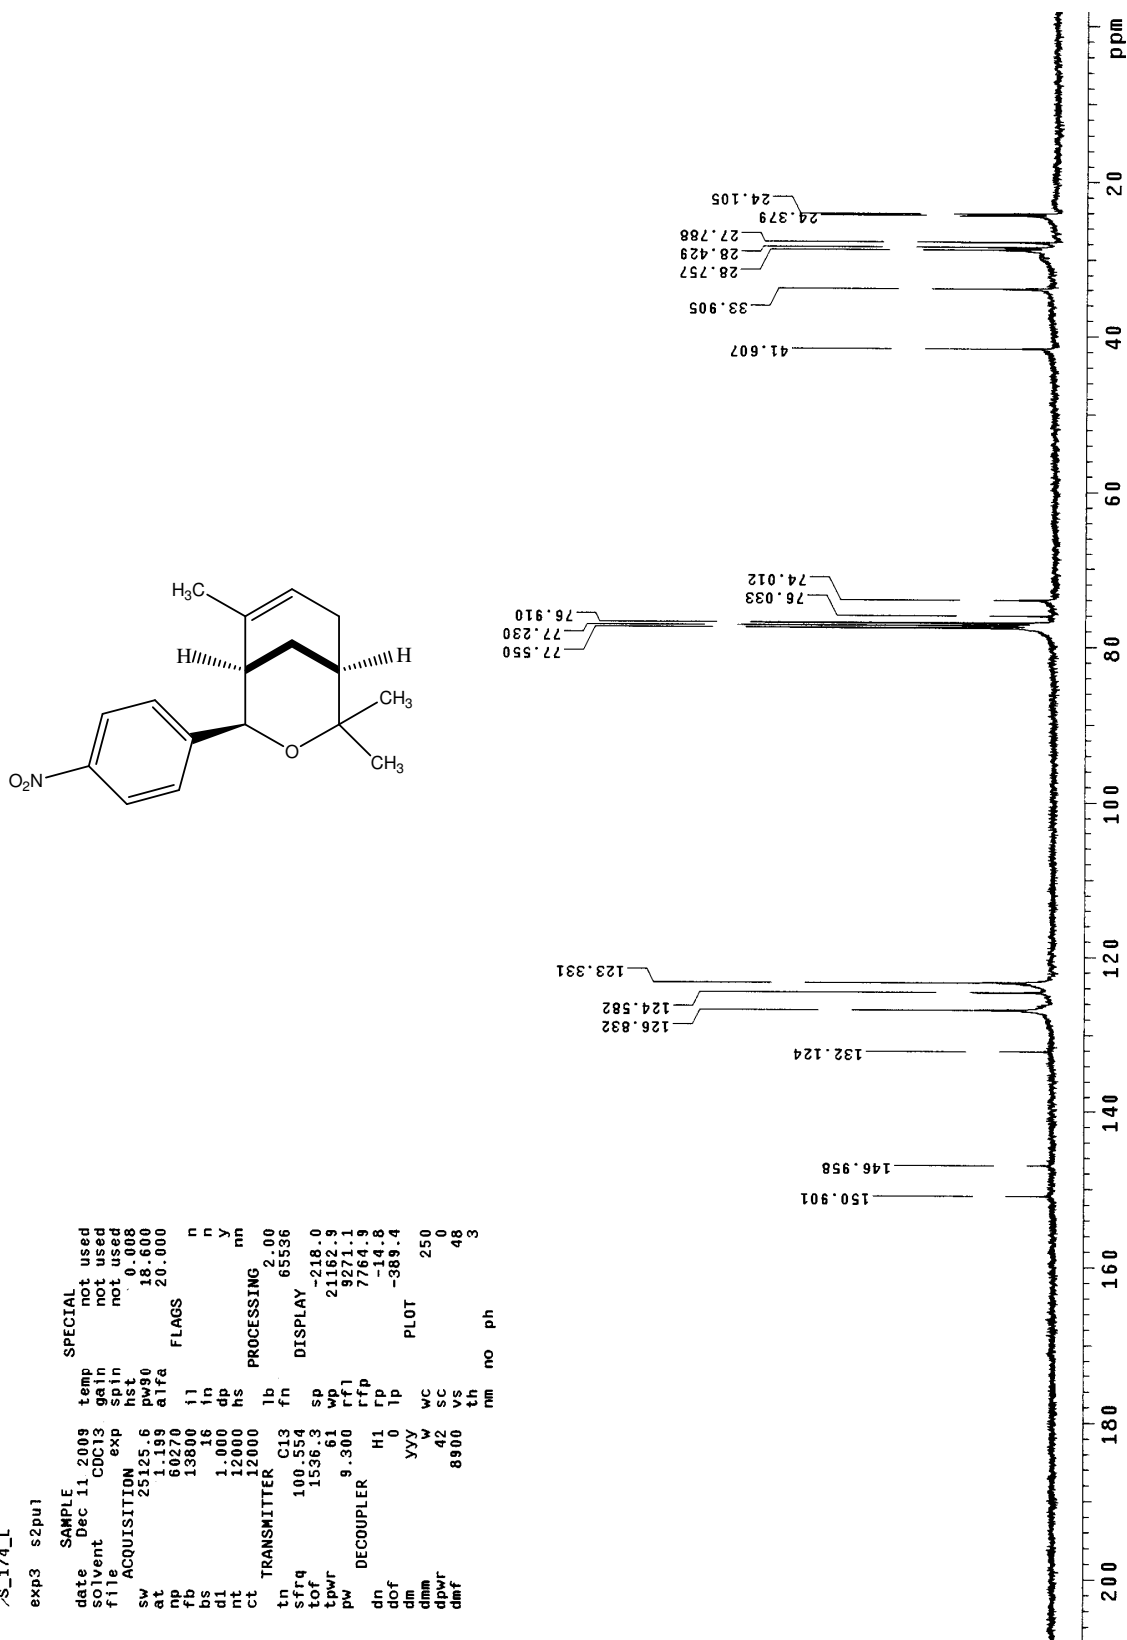 S_174_L
exp3 s2pul
SAMPLE
date Dec 11 2009
solvent CDCl3
file exp
ACQUISITION
sw 25125.6
at 1.199
np 60270
fb 13800
bs 16
d1 1.000
nt 12000
ct 12000
TRANSMITTER
tn C13
sfrq 100.554
tof 1536.3
tpwr 61
pw 9.300
DECOUPLER
dn H1
dof 0
dm yyy
dmm w
dpwr 42
dmf 8900
SPECIAL
temp not used
gain not used
spin not used
hst 0.008
pw90 18.600
alfa 20.000
FLAGS
il n
in n
dp y
hs nn
PROCESSING
lb 2.00
fn 65536
DISPLAY
sp -218.0
wp 21162.9
rfl 9271.1
rfp 7764.9
rp -14.8
lp -389.4
PLOT
wc 250
sc 0
vs 48
th 3
nm no ph
H3C
H
H
CH3
CH3
O
O2N
150.901
146.958
132.124
126.832
124.582
123.331
77.550
77.230
76.910
76.033
74.012
41.607
33.905
28.757
28.429
27.788
24.379
24.105
200 180 160 140 120 100 80 60 40 20 ppm